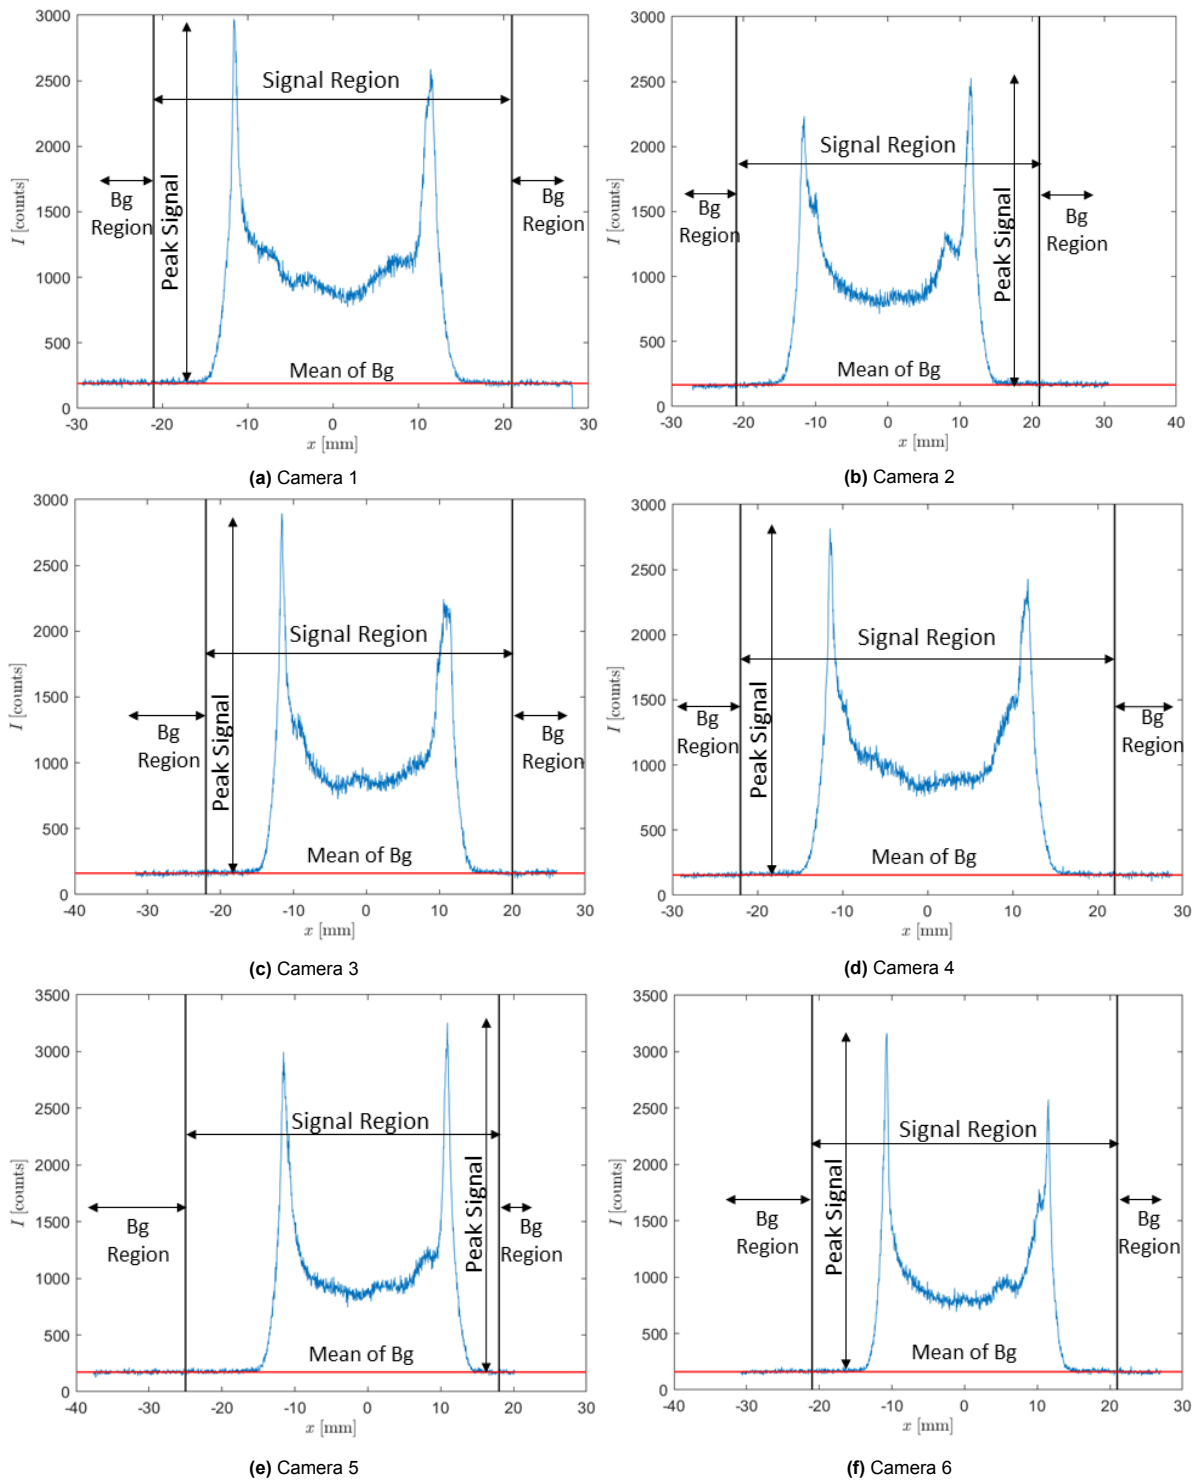 3000
2500
2000
1500
1000
500
0
I [counts]
Signal Region
Bg
Region
Peak Signal
Bg
Region
Mean of Bg
-30 -20 -10 0 10 20 30
x [mm]
(a) Camera 1
3000
2500
2000
1500
1000
500
0
I [counts]
Signal Region
Bg
Region
Peak Signal
Bg
Region
Mean of Bg
-30 -20 -10 0 10 20 30 40
x [mm]
(b) Camera 2
3000
2500
2000
1500
1000
500
0
I [counts]
Signal Region
Bg
Region
Peak Signal
Bg
Region
Mean of Bg
-40 -30 -20 -10 0 10 20 30
x [mm]
(c) Camera 3
3000
2500
2000
1500
1000
500
0
I [counts]
Signal Region
Bg
Region
Peak Signal
Bg
Region
Mean of Bg
-30 -20 -10 0 10 20 30
x [mm]
(d) Camera 4
3500
3000
2500
2000
1500
1000
500
0
I [counts]
Signal Region
Bg
Region
Peak Signal
Bg
Region
Mean of Bg
-40 -30 -20 -10 0 10 20 30
x [mm]
(e) Camera 5
3500
3000
2500
2000
1500
1000
500
0
I [counts]
Signal Region
Bg
Region
Peak Signal
Bg
Region
Mean of Bg
-40 -30 -20 -10 0 10 20 30
x [mm]
(f) Camera 6